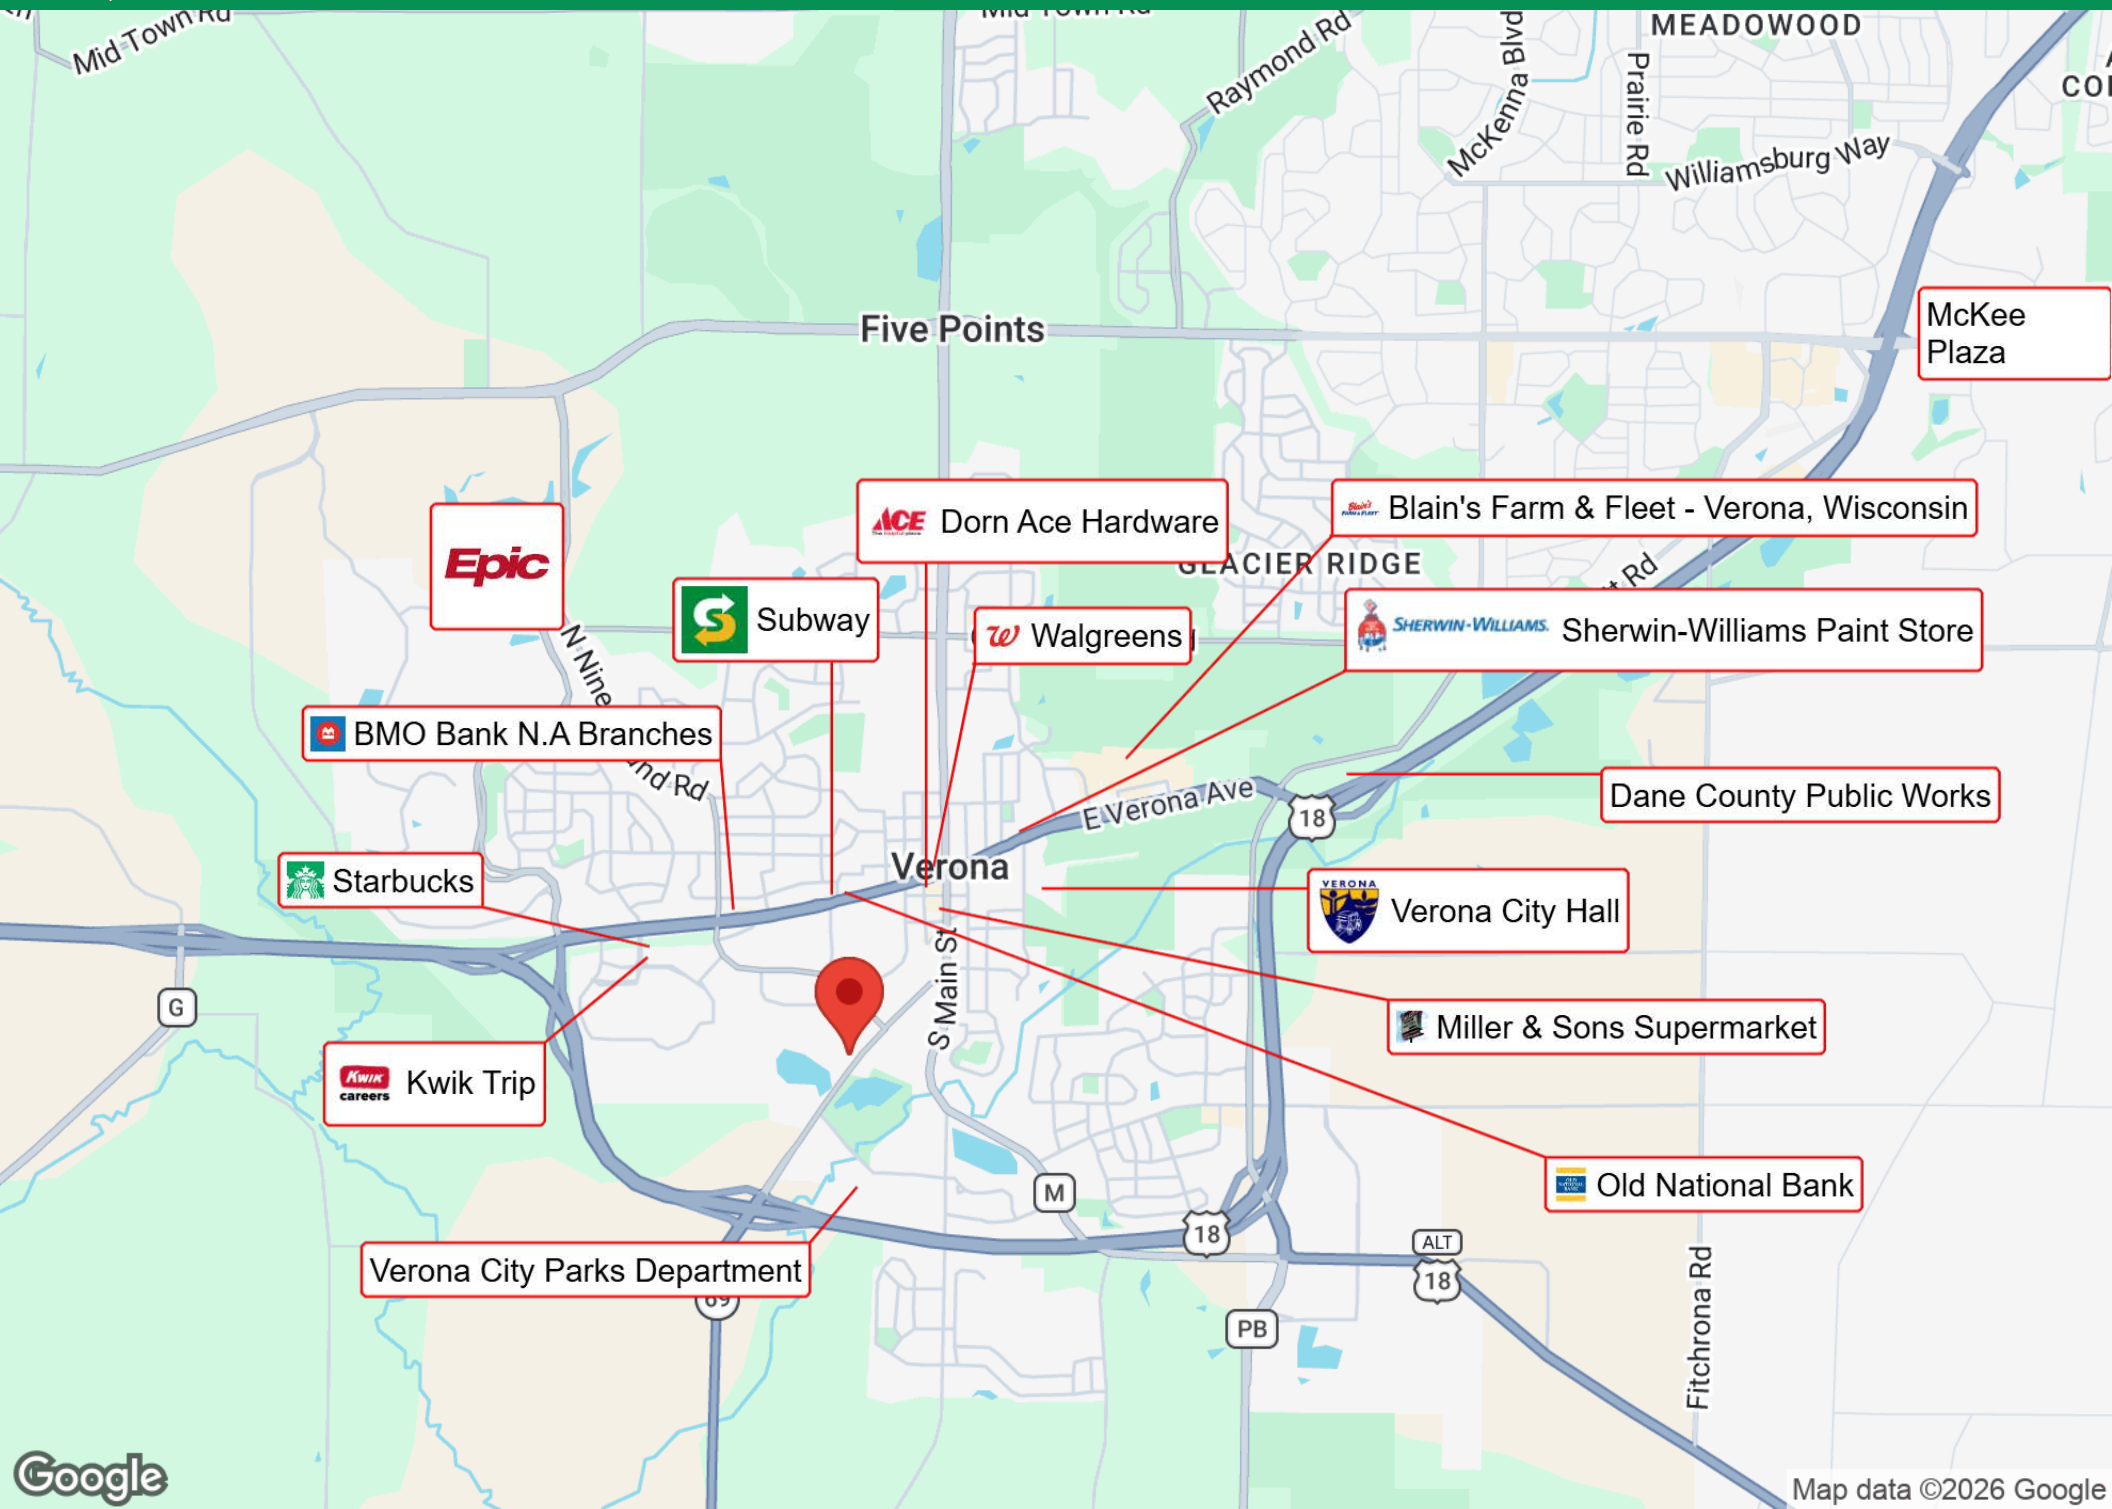 Mid Town Rd
Raymond Rd
McKenna Blvd
Prairie Rd
MEADOWOOD
Williamsburg Way
Five Points
McKee
Plaza
Epic
ACE
Dorn Ace Hardware
Blain's Farm & Fleet - Verona, Wisconsin
GLACIER RIDGE
Subway
Walgreens
SHERWIN-WILLIAMS.
Sherwin-Williams Paint Store
N Nine
und Rd
BMO Bank N.A Branches
E Verona Ave
18
Dane County Public Works
Verona
Starbucks
VERONA
Verona City Hall
S Main St
G
Miller & Sons Supermarket
KWIK
careers
Kwik Trip
M
18
Old National Bank
Verona City Parks Department
69
ALT
18
PB
Fitchrona Rd
Google
Map data ©2026 Google